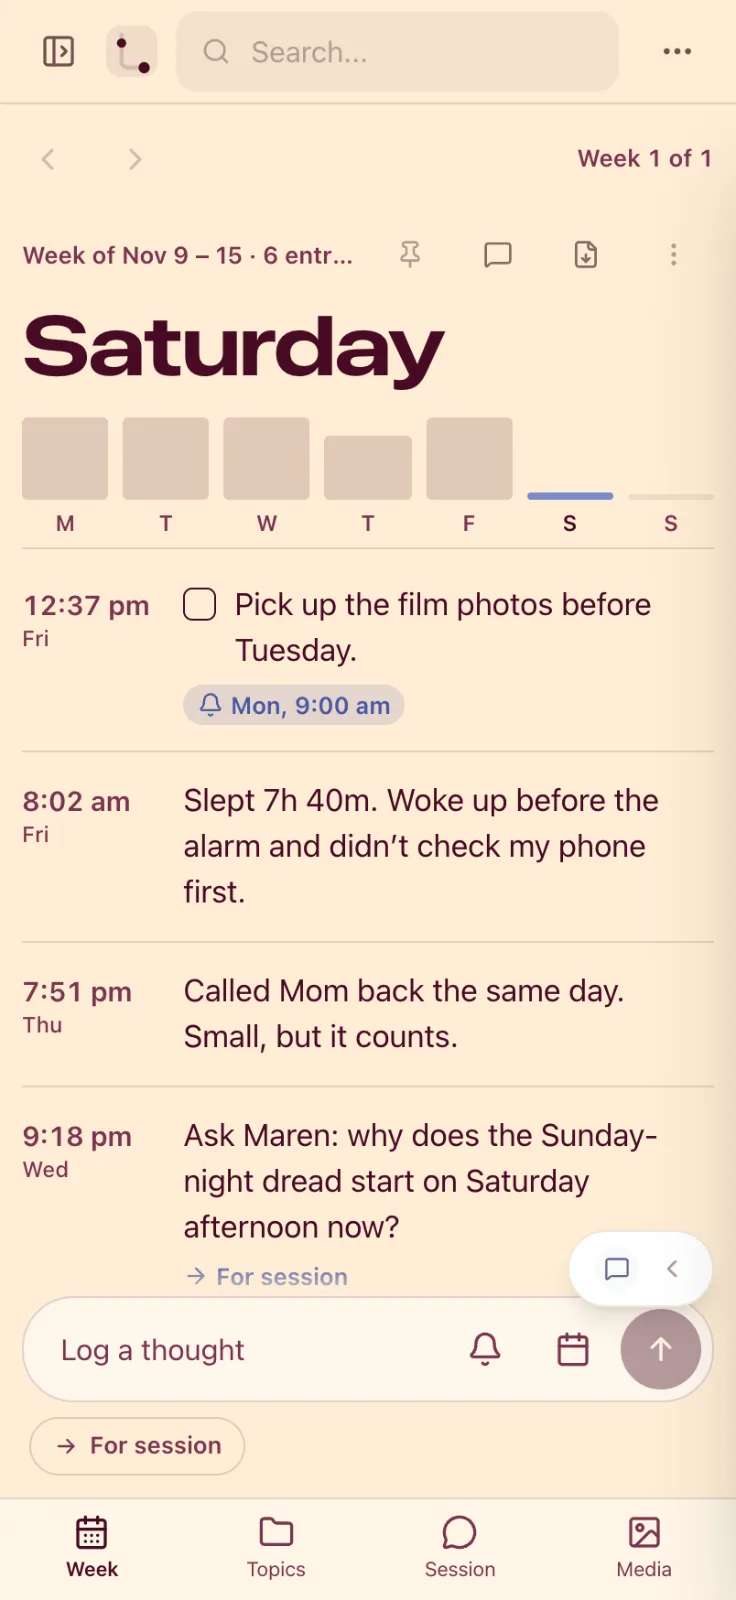 Search...
Week 1 of 1
Week of Nov 9 – 15 · 6 entr...
Saturday
M T W T F S S
12:37 pm
Fri
Pick up the film photos before
Tuesday.
Mon, 9:00 am
8:02 am
Fri
Slept 7h 40m. Woke up before the
alarm and didn’t check my phone
first.
7:51 pm
Thu
Called Mom back the same day.
Small, but it counts.
9:18 pm
Wed
Ask Maren: why does the Sunday-
night dread start on Saturday
afternoon now?
→ For session
Log a thought
→ For session
Week Topics Session Media